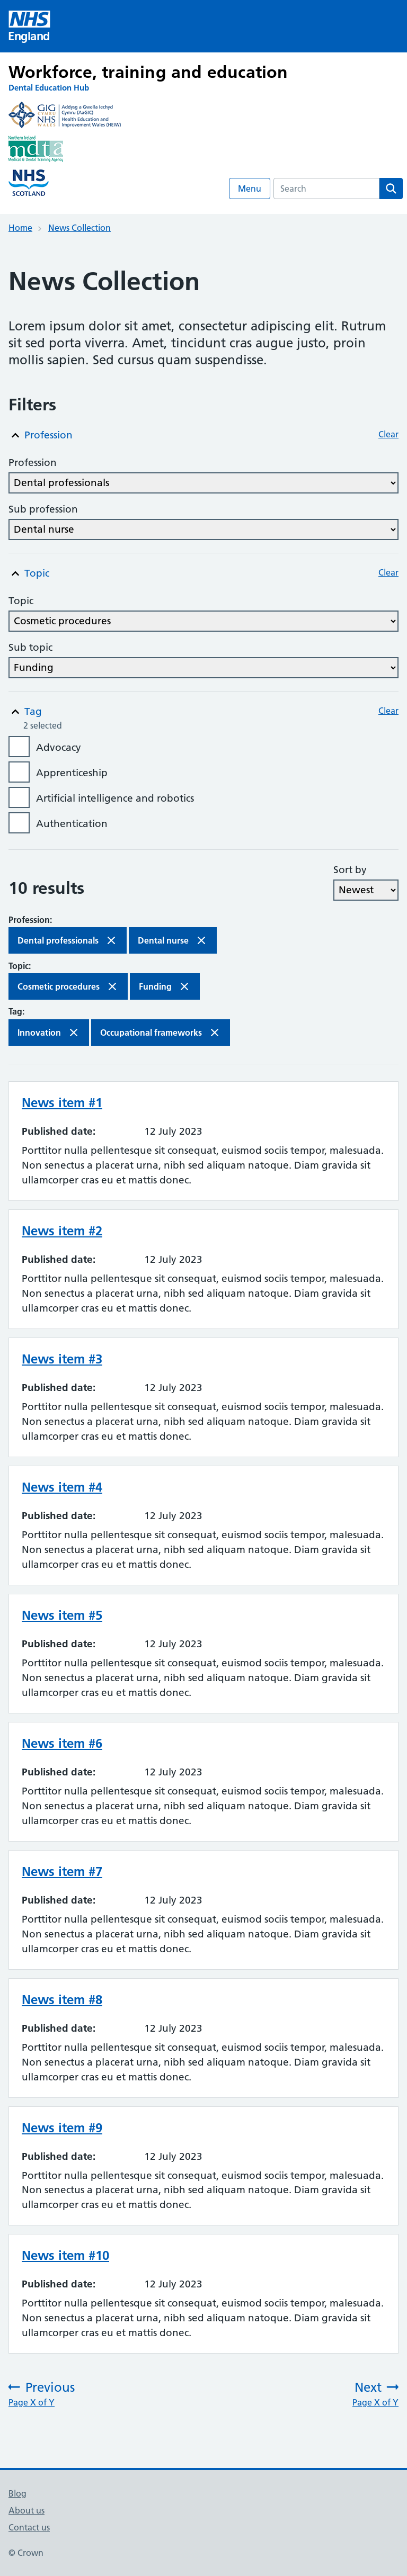 NHS
England
Workforce, training and education
Dental Education Hub
GIG
CYMRU
NHS
WALES
Addysg a Gwella Iechyd
Cymru (AaGIC)
Health Education and
Improvement Wales (HEIW)
Northern Ireland
mdta
Medical & Dental Training Agency
NHS
SCOTLAND
Menu
Search
Home
News Collection
News Collection
Lorem ipsum dolor sit amet, consectetur adipiscing elit. Rutrum
sit sed porta viverra. Amet, tincidunt cras augue justo, proin
mollis sapien. Sed cursus quam suspendisse.
Filters
Profession
Clear
Profession
Dental professionals
Sub profession
Dental nurse
Topic
Clear
Topic
Cosmetic procedures
Sub topic
Funding
Tag
Clear
2 selected
Advocacy
Apprenticeship
Artificial intelligence and robotics
Authentication
10 results
Sort by
Newest
Profession:
Dental professionals
Dental nurse
Topic:
Cosmetic procedures
Funding
Tag:
Innovation
Occupational frameworks
News item #1
Published date: 12 July 2023
Porttitor nulla pellentesque sit consequat, euismod sociis tempor, malesuada.
Non senectus a placerat urna, nibh sed aliquam natoque. Diam gravida sit
ullamcorper cras eu et mattis donec.
News item #2
Published date: 12 July 2023
Porttitor nulla pellentesque sit consequat, euismod sociis tempor, malesuada.
Non senectus a placerat urna, nibh sed aliquam natoque. Diam gravida sit
ullamcorper cras eu et mattis donec.
News item #3
Published date: 12 July 2023
Porttitor nulla pellentesque sit consequat, euismod sociis tempor, malesuada.
Non senectus a placerat urna, nibh sed aliquam natoque. Diam gravida sit
ullamcorper cras eu et mattis donec.
News item #4
Published date: 12 July 2023
Porttitor nulla pellentesque sit consequat, euismod sociis tempor, malesuada.
Non senectus a placerat urna, nibh sed aliquam natoque. Diam gravida sit
ullamcorper cras eu et mattis donec.
News item #5
Published date: 12 July 2023
Porttitor nulla pellentesque sit consequat, euismod sociis tempor, malesuada.
Non senectus a placerat urna, nibh sed aliquam natoque. Diam gravida sit
ullamcorper cras eu et mattis donec.
News item #6
Published date: 12 July 2023
Porttitor nulla pellentesque sit consequat, euismod sociis tempor, malesuada.
Non senectus a placerat urna, nibh sed aliquam natoque. Diam gravida sit
ullamcorper cras eu et mattis donec.
News item #7
Published date: 12 July 2023
Porttitor nulla pellentesque sit consequat, euismod sociis tempor, malesuada.
Non senectus a placerat urna, nibh sed aliquam natoque. Diam gravida sit
ullamcorper cras eu et mattis donec.
News item #8
Published date: 12 July 2023
Porttitor nulla pellentesque sit consequat, euismod sociis tempor, malesuada.
Non senectus a placerat urna, nibh sed aliquam natoque. Diam gravida sit
ullamcorper cras eu et mattis donec.
News item #9
Published date: 12 July 2023
Porttitor nulla pellentesque sit consequat, euismod sociis tempor, malesuada.
Non senectus a placerat urna, nibh sed aliquam natoque. Diam gravida sit
ullamcorper cras eu et mattis donec.
News item #10
Published date: 12 July 2023
Porttitor nulla pellentesque sit consequat, euismod sociis tempor, malesuada.
Non senectus a placerat urna, nibh sed aliquam natoque. Diam gravida sit
ullamcorper cras eu et mattis donec.
Previous
Page X of Y
Next
Page X of Y
Blog
About us
Contact us
© Crown